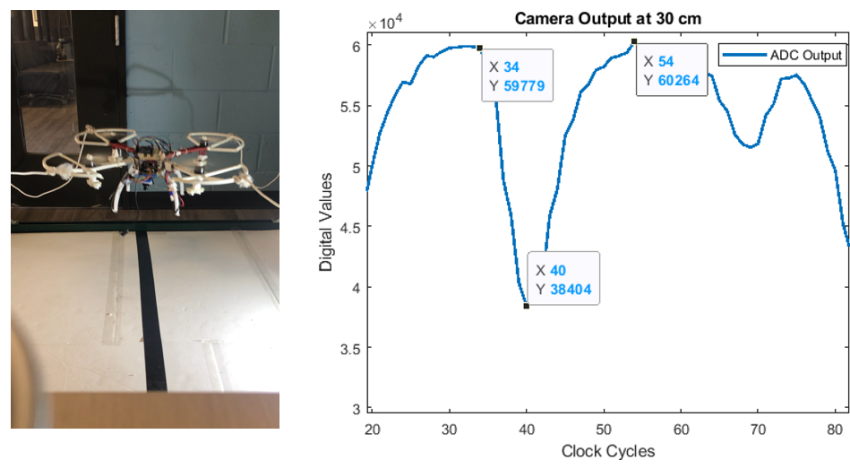 Camera Output at 30 cm
×10⁴
6
5.5
5
4.5
4
3.5
3
Digital Values
ADC Output
X 34
Y 59779
X 54
Y 60264
X 40
Y 38404
20 30 40 50 60 70 80
Clock Cycles